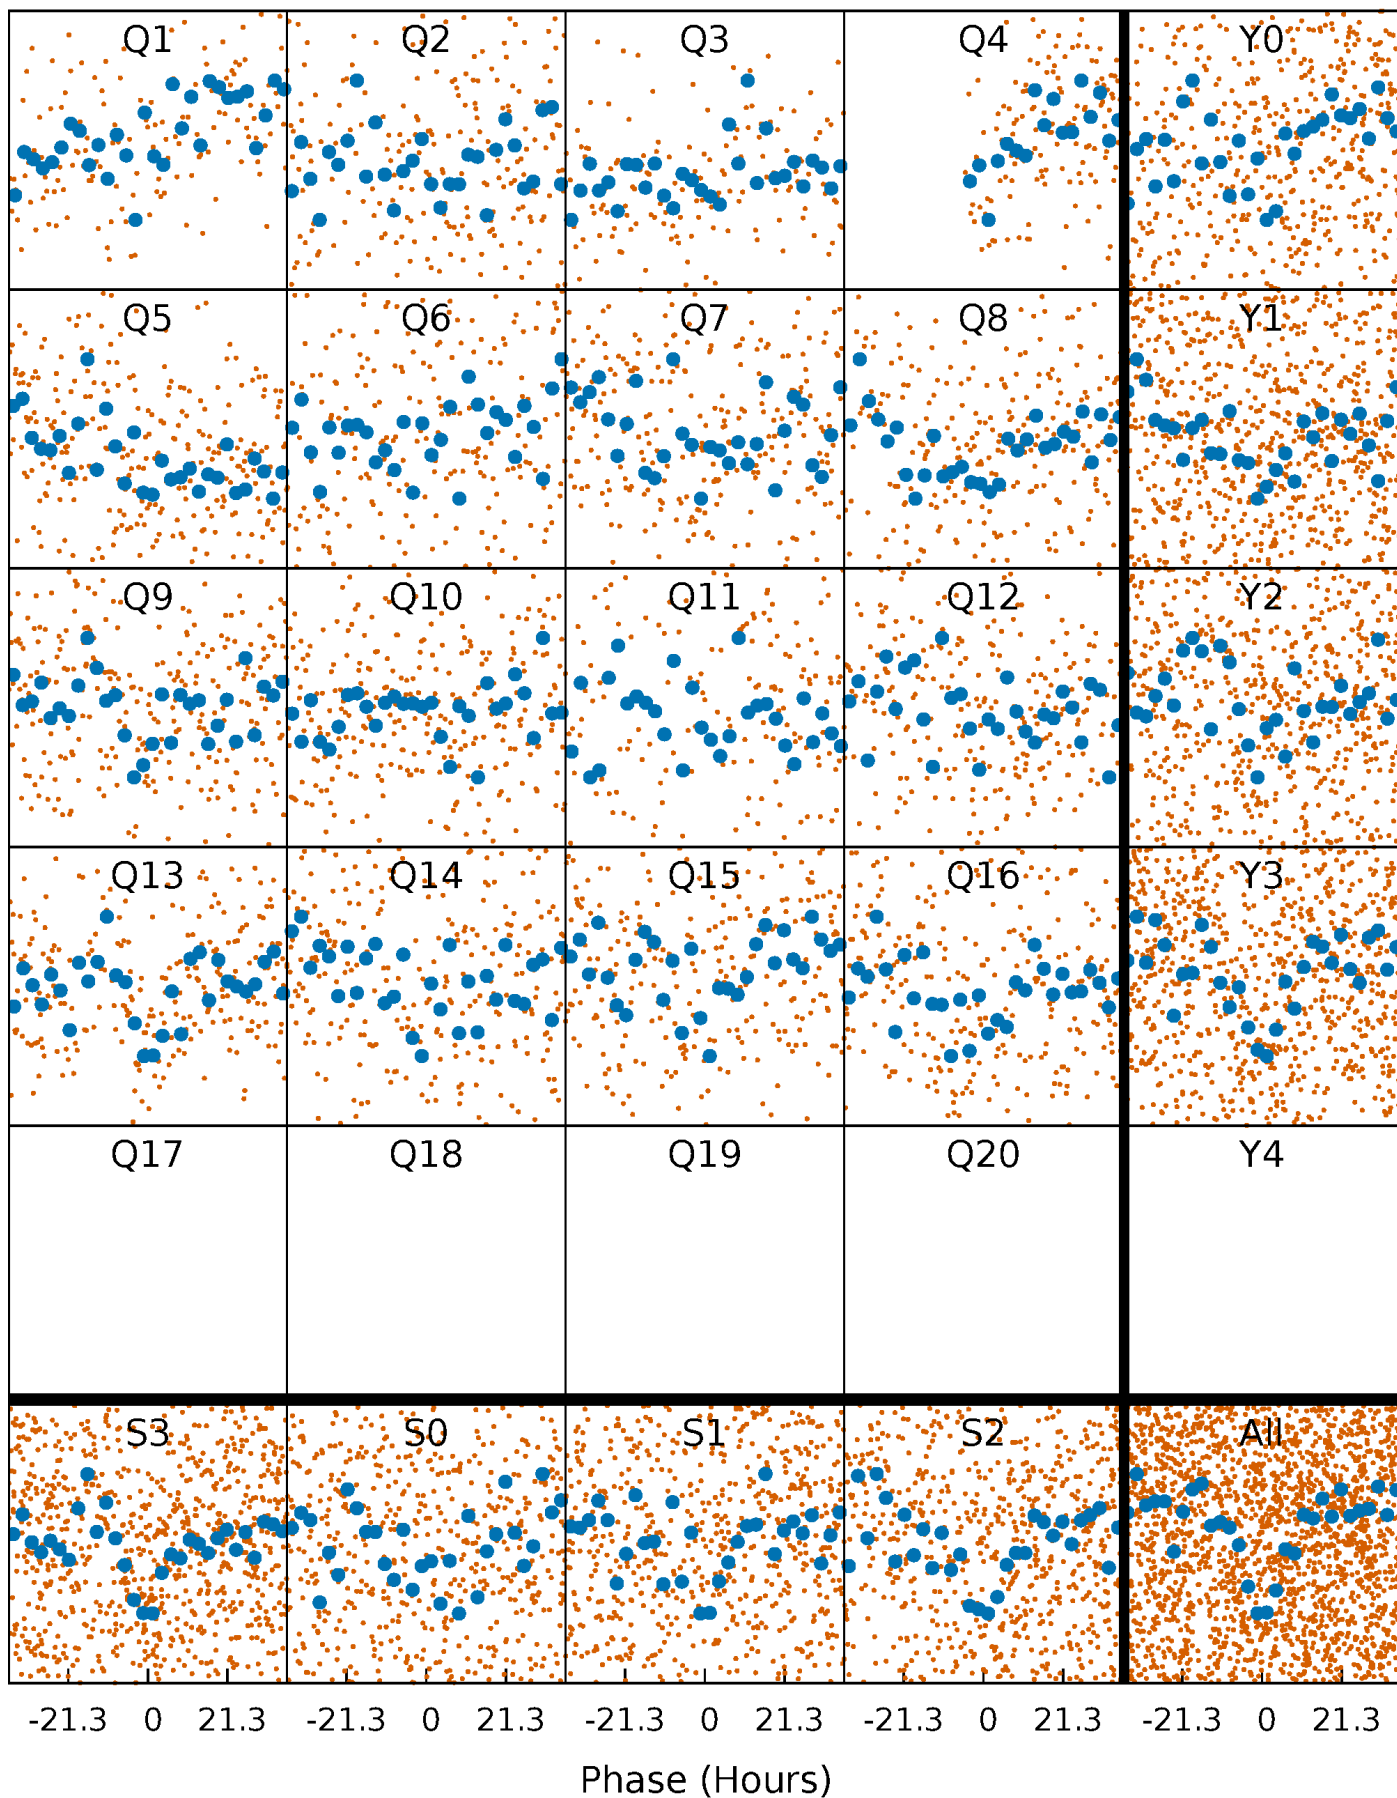 Q1 Q2 Q3 Q4 Y0
Q5 Q6 Q7 Q8 Y1
Q9 Q10 Q11 Q12 Y2
Q13 Q14 Q15 Q16 Y3
Q17 Q18 Q19 Q20 Y4
S3 S0 S1 S2 All
-21.3 0 21.3 -21.3 0 21.3 -21.3 0 21.3 -21.3 0 21.3 -21.3 0 21.3
Phase (Hours)